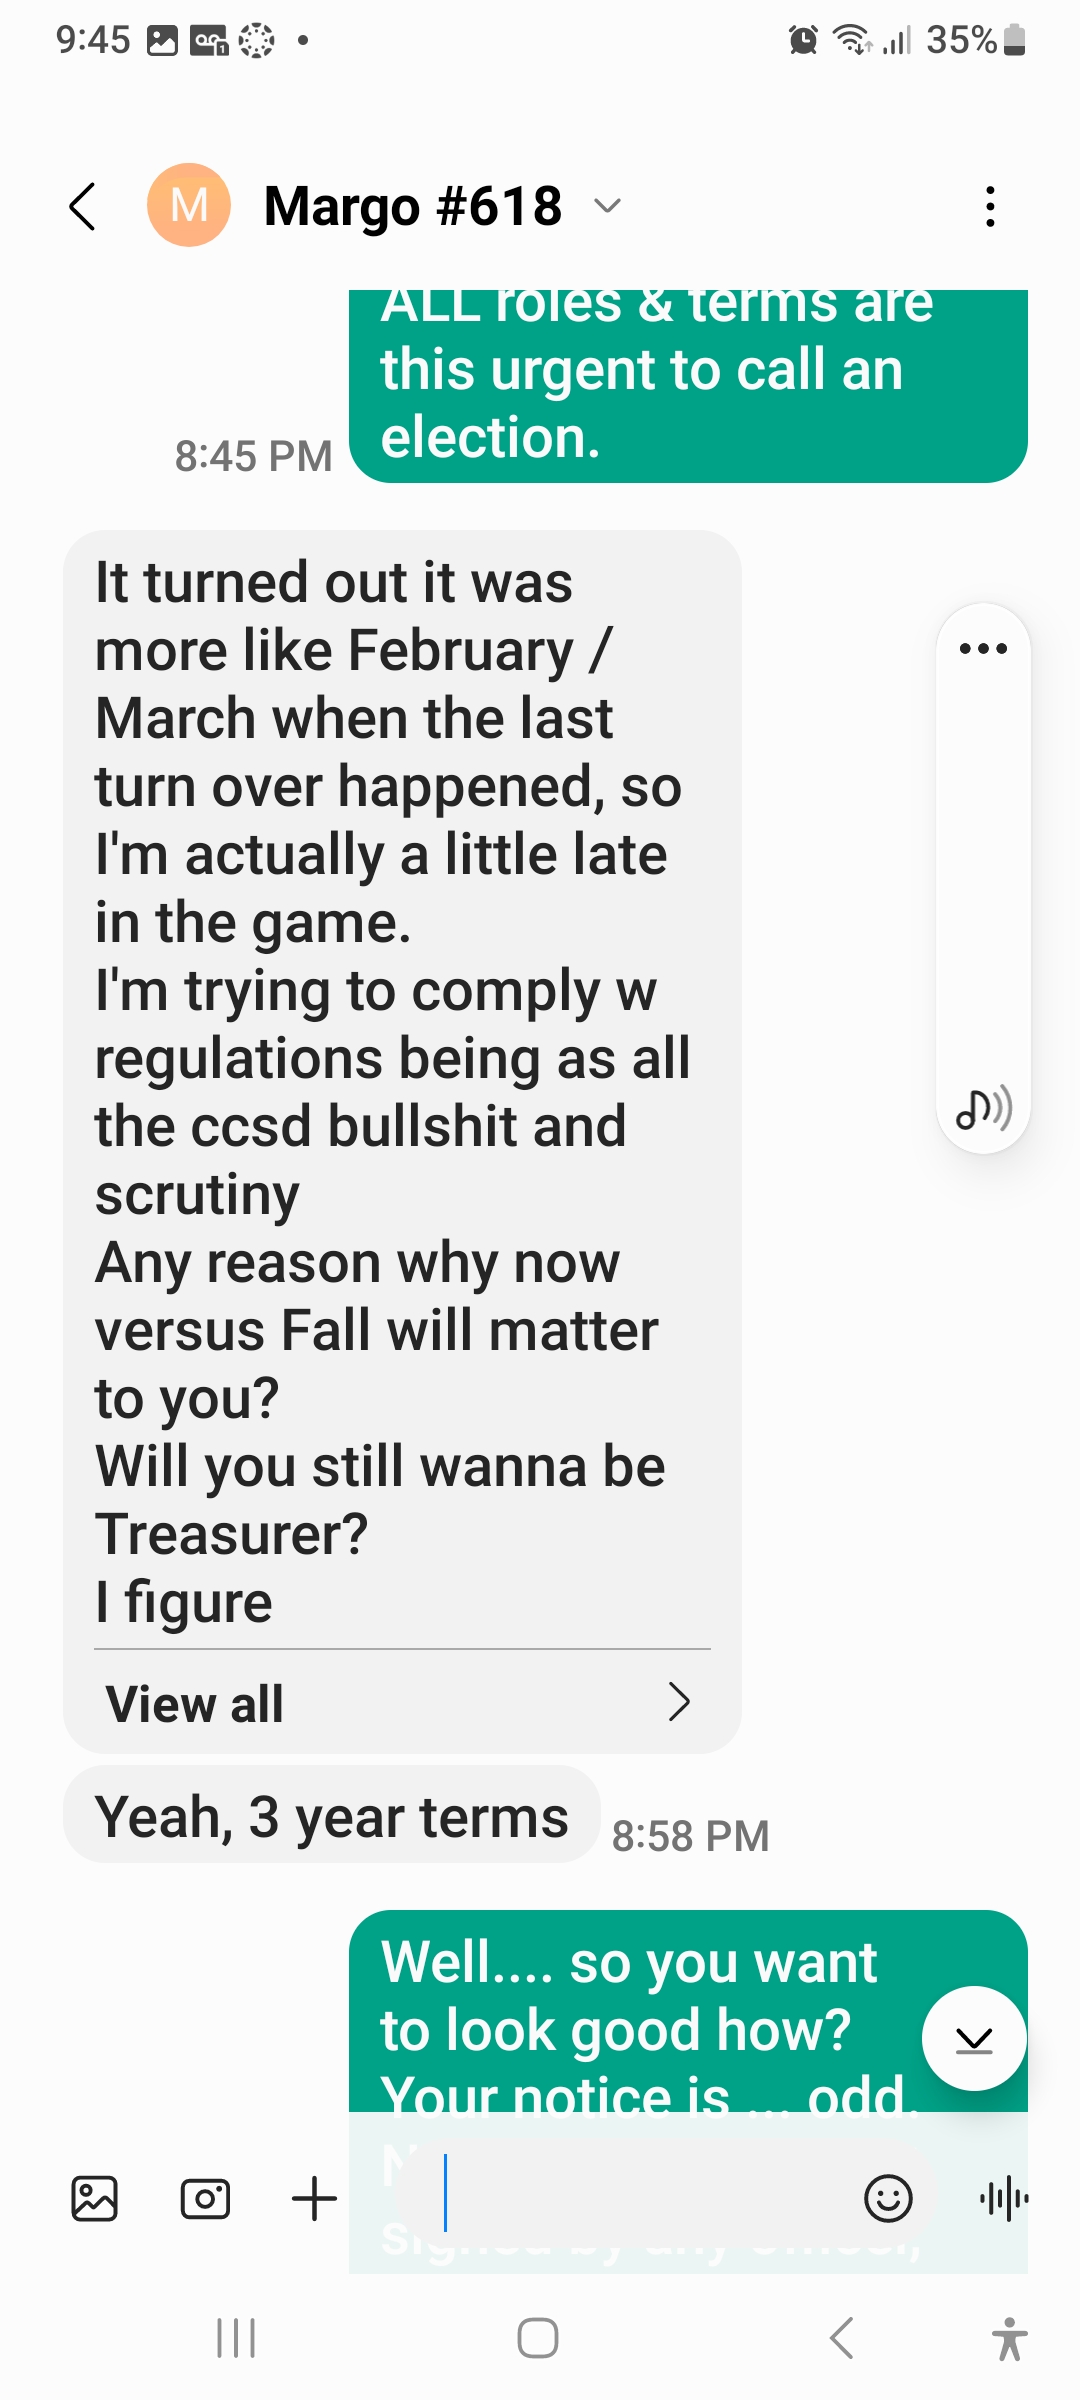 9:45
35%
M
Margo #618
ALL roles & terms are
this urgent to call an
election.
8:45 PM
It turned out it was
more like February /
March when the last
turn over happened, so
I'm actually a little late
in the game.
I'm trying to comply w
regulations being as all
the ccsd bullshit and
scrutiny
Any reason why now
versus Fall will matter
to you?
Will you still wanna be
Treasurer?
I figure
View all
Yeah, 3 year terms
8:58 PM
Well.... so you want
to look good how?
Your notice is ... odd.
signed by any officer,